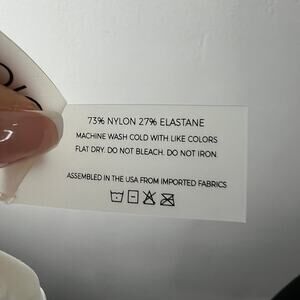 73% NYLON 27% ELASTANE
MACHINE WASH COLD WITH LIKE COLORS
FLAT DRY. DO NOT BLEACH. DO NOT IRON.
ASSEMBLED IN THE USA FROM IMPORTED FABRICS